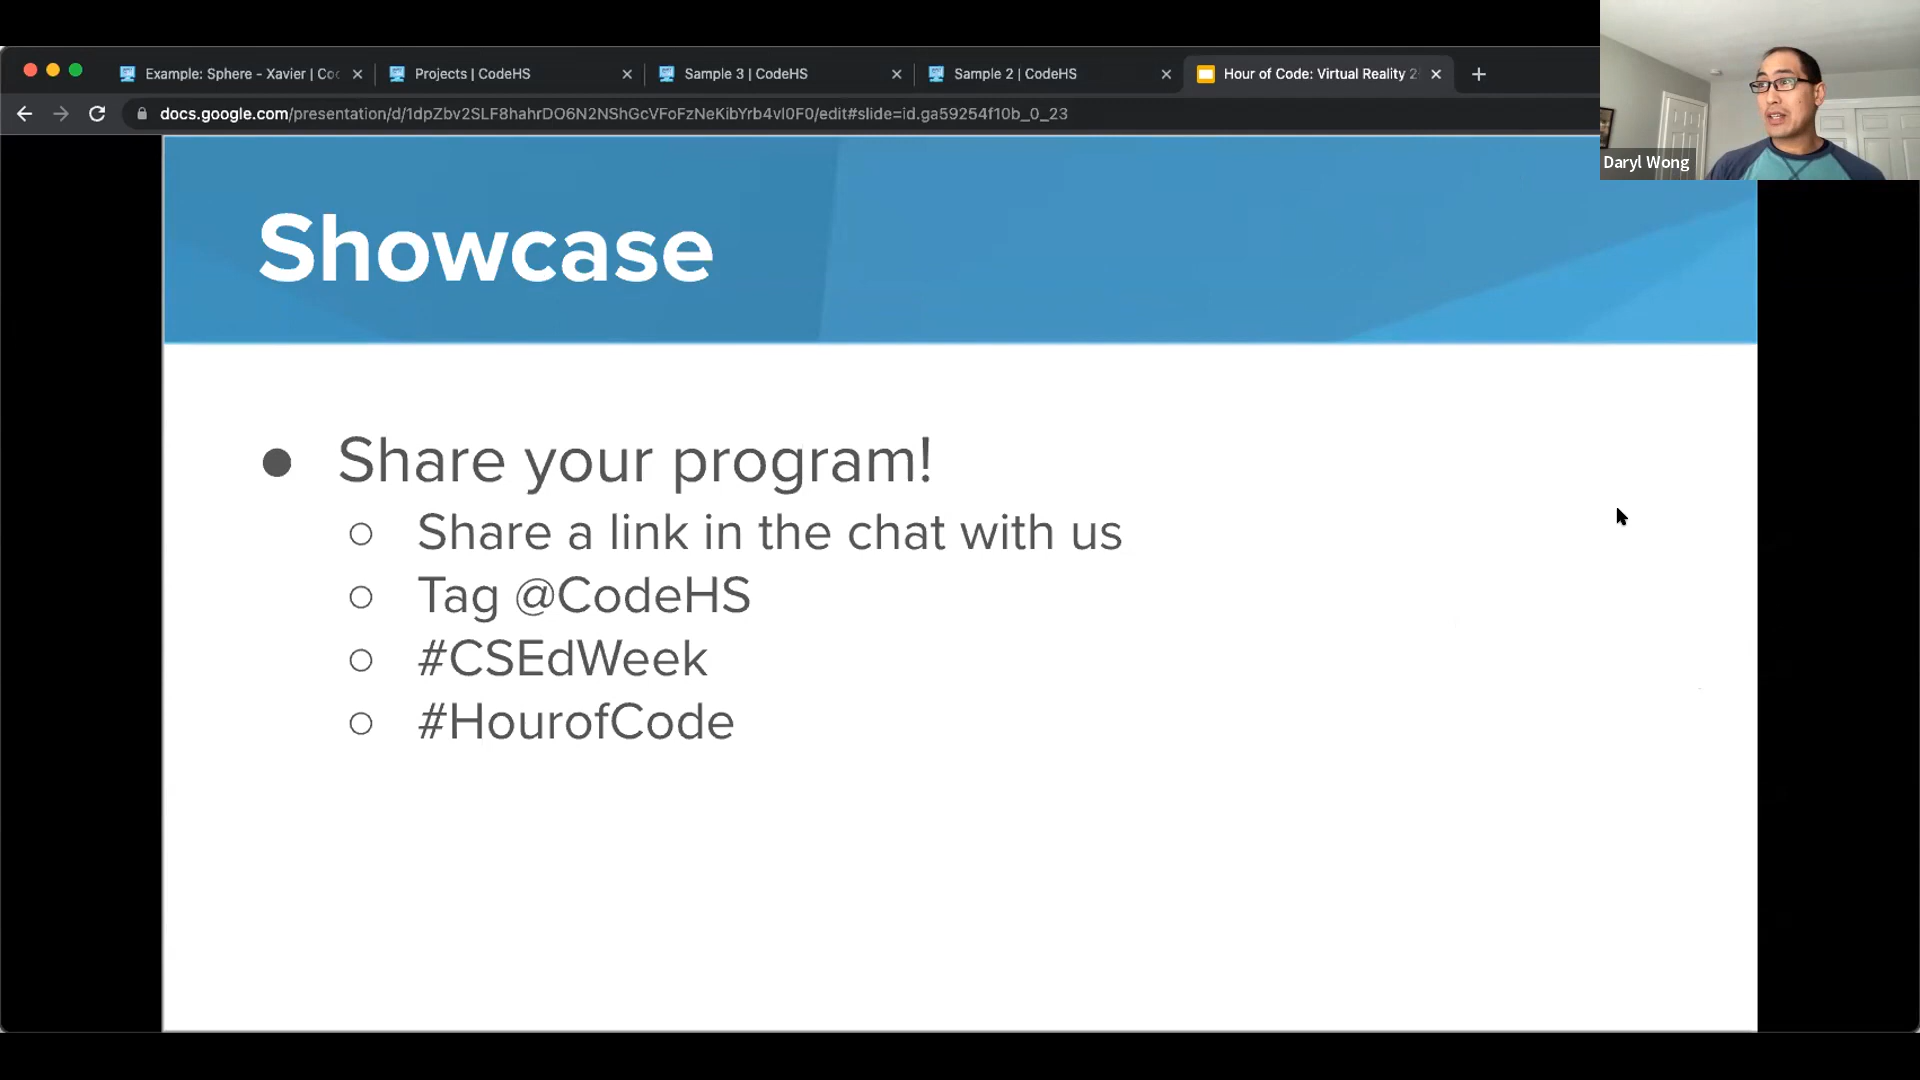 Example: Sphere - Xavier | Co
Projects | CodeHS
Sample 3 | CodeHS
Sample 2 | CodeHS
Hour of Code: Virtual Reality 2
docs.google.com/presentation/d/1dpZbv2SLF8hahrDO6N2NShGcVFoFzNeKibYrb4vl0F0/edit#slide=id.ga59254f10b_0_23
Daryl Wong
Showcase
● Share your program!
○ Share a link in the chat with us
○ Tag @CodeHS
○ #CSEdWeek
○ #HourofCode